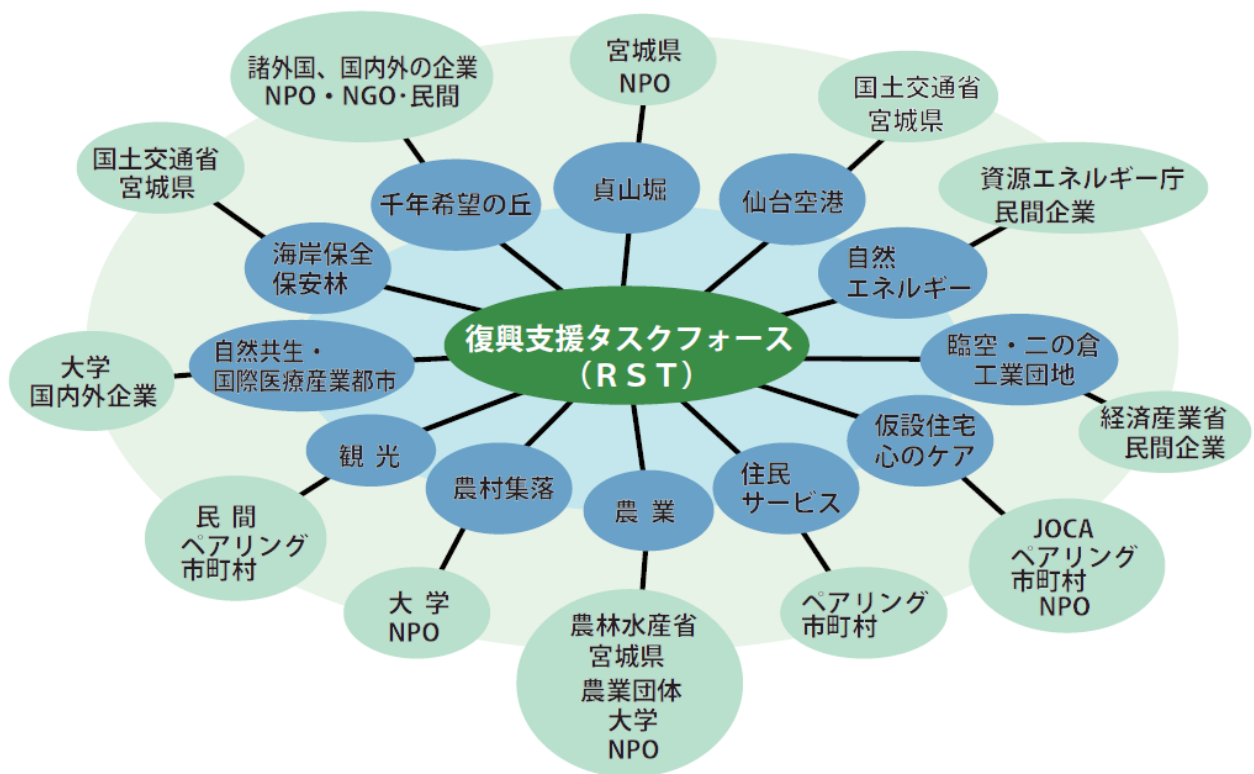 宮城県
NPO
諸外国、国内外の企業
NPO・NGO・民間
国土交通省
宮城県
国土交通省
宮城県
資源エネルギー庁
民間企業
千年希望の丘
貞山堀
仙台空港
海岸保全
保安林
自然
エネルギー
復興支援タスクフォース
（ＲＳＴ）
大学
国内外企業
自然共生・
国際医療産業都市
臨空・二の倉
工業団地
経済産業省
民間企業
観 光
農村集落
農 業
住民
サービス
仮設住宅
心のケア
民 間
ペアリング
市町村
大 学
NPO
農林水産省
宮城県
農業団体
大学
NPO
ペアリング
市町村
JOCA
ペアリング
市町村
NPO